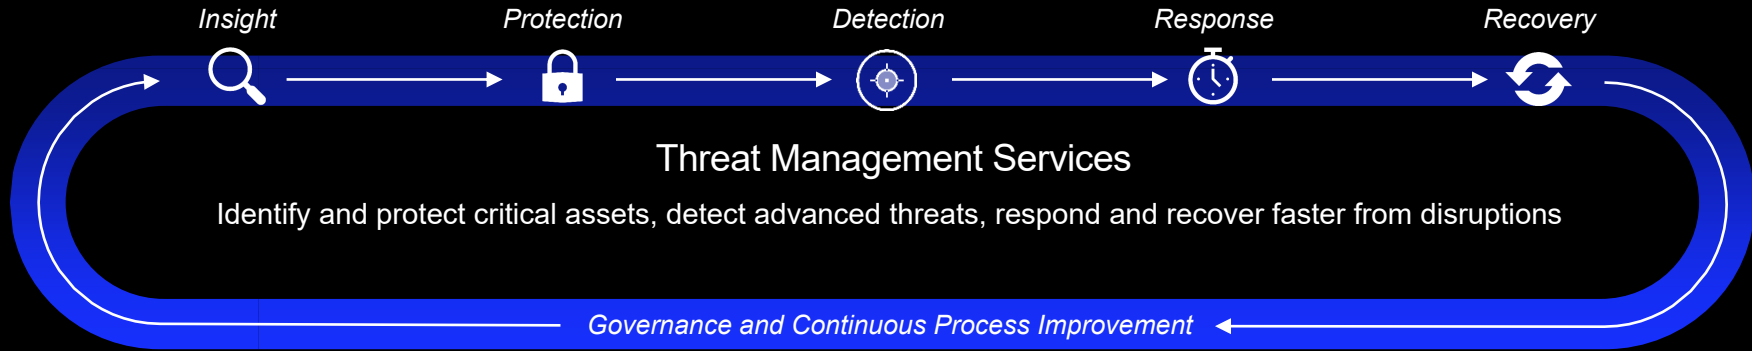 Insight
Protection
Detection
Response
Recovery
Threat Management Services
Identify and protect critical assets, detect advanced threats, respond and recover faster from disruptions
Governance and Continuous Process Improvement